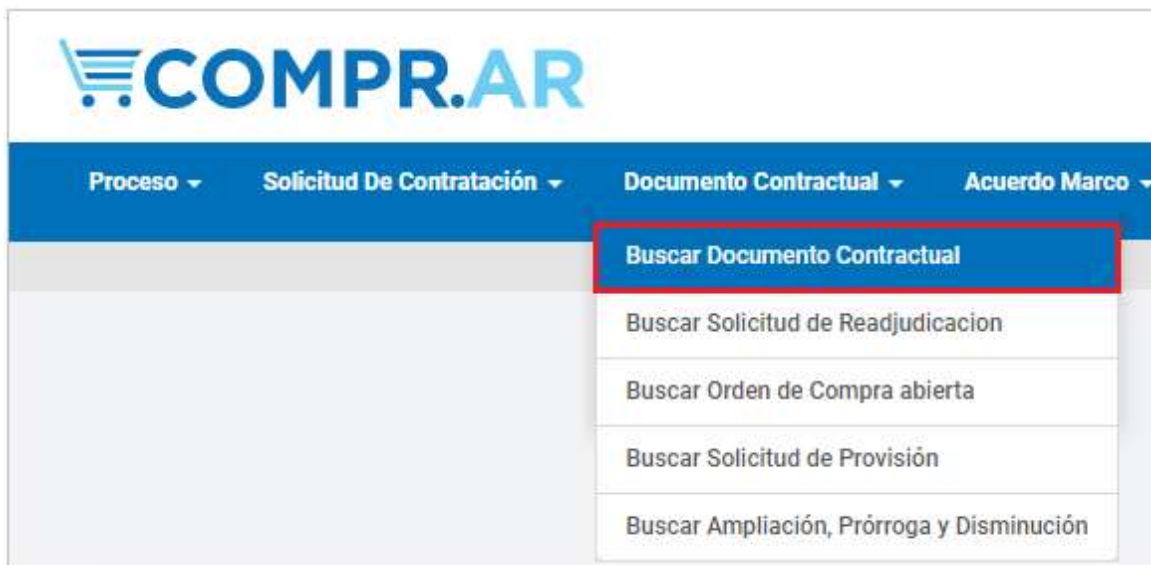 COMPR.AR
Proceso Solicitud De Contratación Documento Contractual Acuerdo Marco
Buscar Documento Contractual
Buscar Solicitud de Readjudicacion
Buscar Orden de Compra abierta
Buscar Solicitud de Provisión
Buscar Ampliación, Prórroga y Disminución